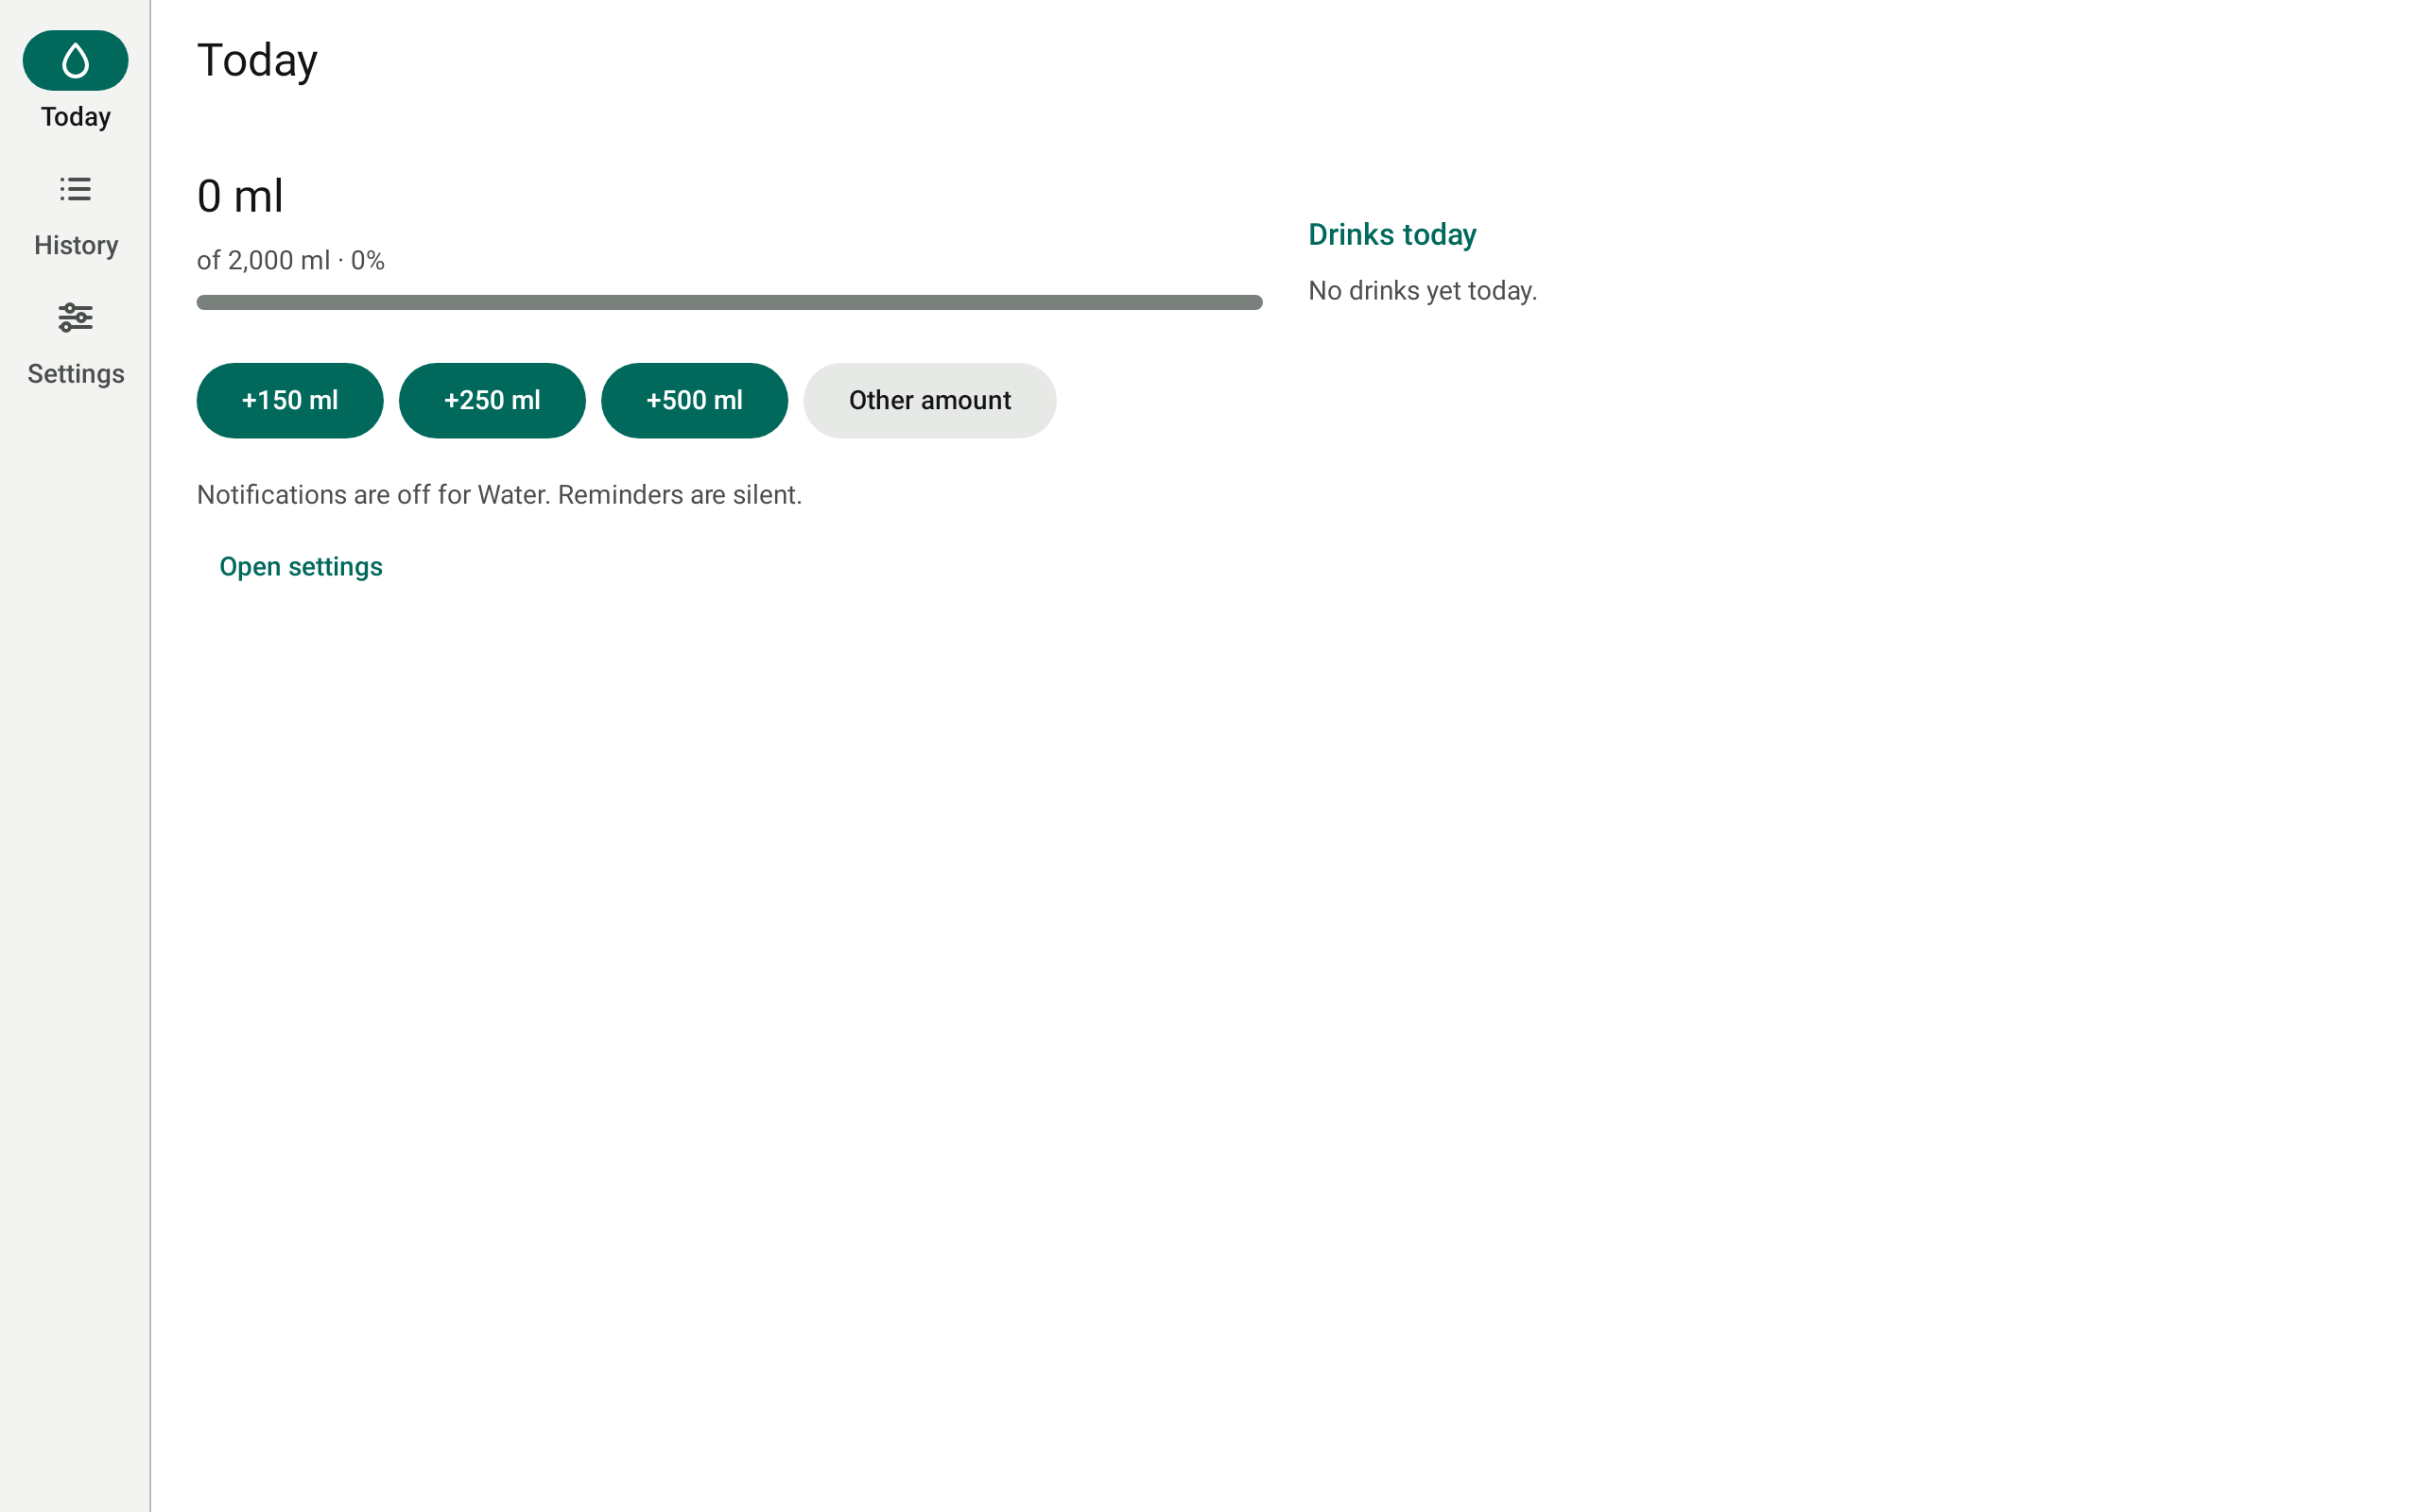 Today
History
Settings
Today
0 ml
of 2,000 ml · 0%
+150 ml
+250 ml
+500 ml
Other amount
Notifications are off for Water. Reminders are silent.
Open settings
Drinks today
No drinks yet today.